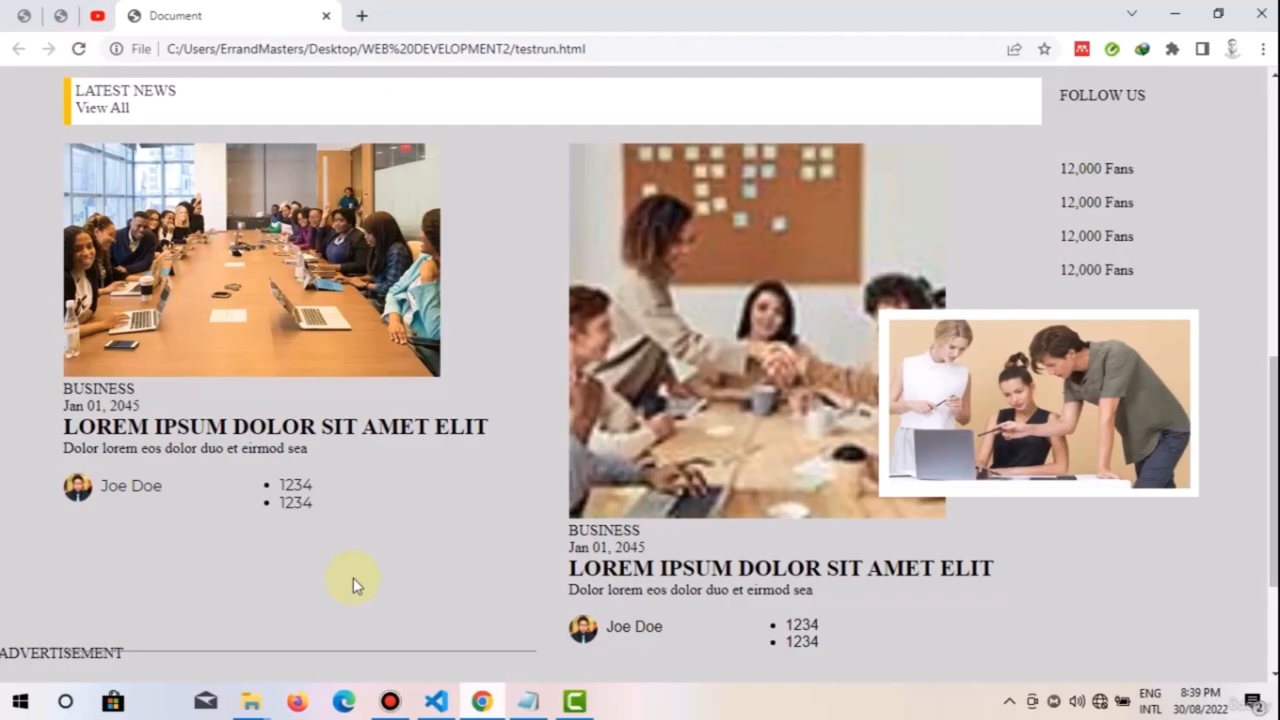 Document
File
C:/Users/ErrandMasters/Desktop/WEB%20DEVELOPMENT2/testrun.html
LATEST NEWS
View All
FOLLOW US
12,000 Fans
12,000 Fans
12,000 Fans
12,000 Fans
BUSINESS
Jan 01, 2045
LOREM IPSUM DOLOR SIT AMET ELIT
Dolor lorem eos dolor duo et eirmod sea
Joe Doe
1234
1234
BUSINESS
Jan 01, 2045
LOREM IPSUM DOLOR SIT AMET ELIT
Dolor lorem eos dolor duo et eirmod sea
Joe Doe
1234
1234
ADVERTISEMENT
ENG
INTL
8:39 PM
30/08/2022
2